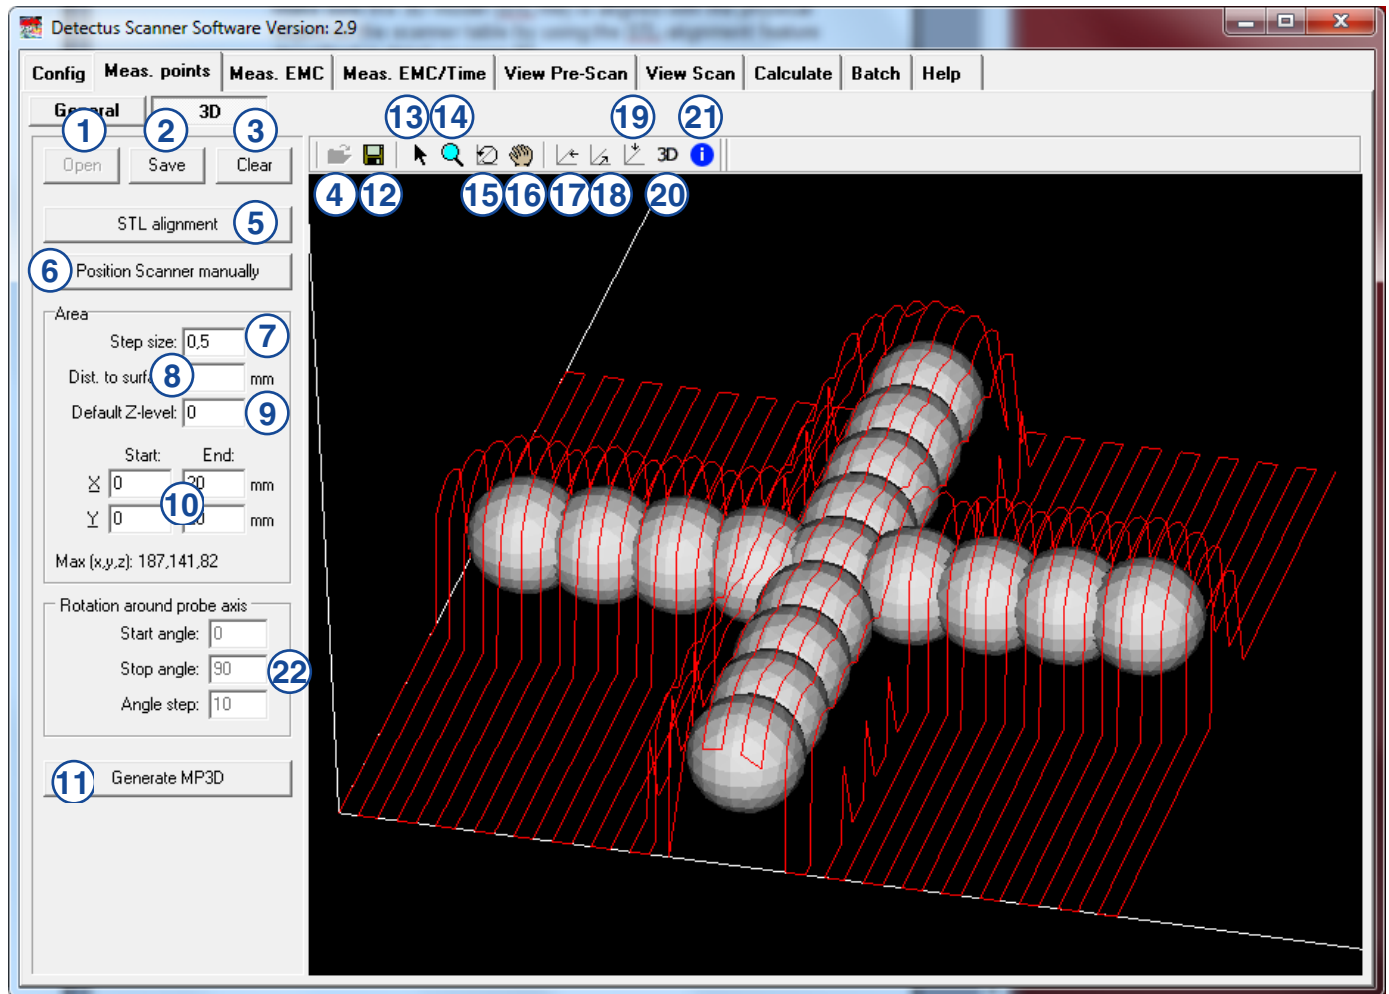 Detectus Scanner Software Version: 2.9
Config Meas. points Meas. EMC Meas. EMC/Time View Pre-Scan View Scan Calculate Batch Help
General 3D
1 2 3 13 14 19 21
Open Save Clear
3D i
4 12 15 16 17 18 20
STL alignment 5
6 Position Scanner manually
Area
Step size: 0,5 7
Dist. to surfa 8 mm
Default Z-level: 0 9
Start: End:
X 0 20 mm
10
Y 0 mm
Max (x,y,z): 187,141,82
Rotation around probe axis
Start angle: 0
Stop angle: 90 22
Angle step: 10
11 Generate MP3D